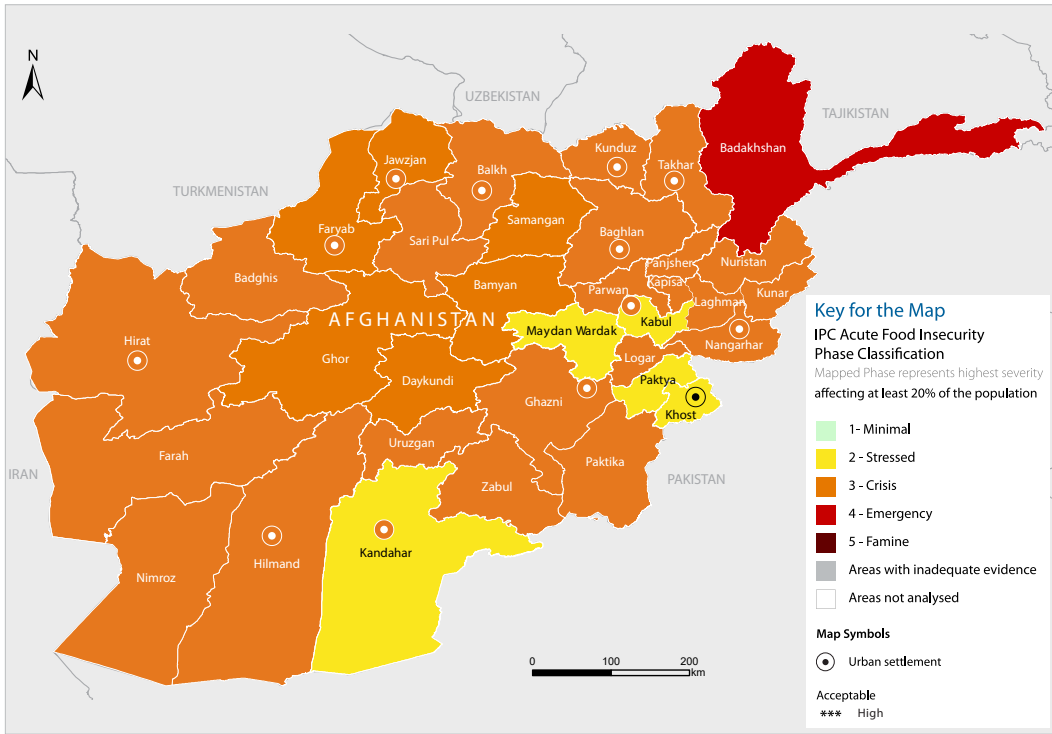 N
UZBEKISTAN
TAJIKISTAN
TURKMENISTAN
Badakhshan
Kunduz
Takhar
Jawzjan
Balkh
Samangan
Faryab
Sari Pul
Baghlan
Panjsher
Nuristan
Badghis
Bamyan
Parwan
Kapisa
Laghman
Kunar
AFGHANISTAN
Maydan Wardak
Kabul
Hirat
Ghor
Logar
Nangarhar
Daykundi
Paktya
Ghazni
Khost
Uruzgan
Farah
Paktika
IRAN
Zabul
PAKISTAN
Kandahar
Hilmand
Nimroz
0 100 200
km
Key for the Map
IPC Acute Food Insecurity
Phase Classification
Mapped Phase represents highest severity
affecting at least 20% of the population
1- Minimal
2 - Stressed
3 - Crisis
4 - Emergency
5 - Famine
Areas with inadequate evidence
Areas not analysed
Map Symbols
Urban settlement
Acceptable
*** High